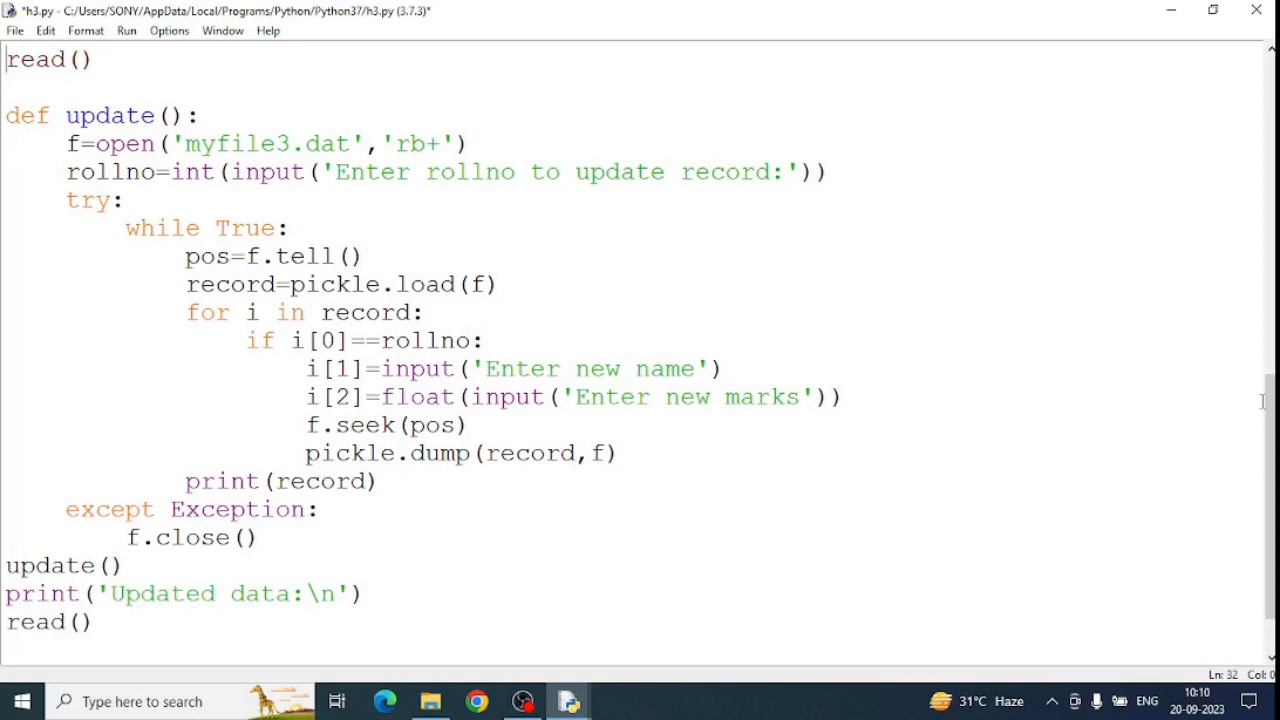 *h3.py - C:/Users/SONY/AppData/Local/Programs/Python/Python37/h3.py (3.7.3)*
File Edit Format Run Options Window Help
read()
def update():
    f=open('myfile3.dat','rb+')
    rollno=int(input('Enter rollno to update record:'))
    try:
        while True:
            pos=f.tell()
            record=pickle.load(f)
            for i in record:
                if i[0]==rollno:
                    i[1]=input('Enter new name')
                    i[2]=float(input('Enter new marks'))
                    f.seek(pos)
                    pickle.dump(record,f)
            print(record)
    except Exception:
        f.close()
update()
print('Updated data:\n')
read()
Ln: 32 Col: 0
Type here to search
31°C Haze
ENG
10:10
20-09-2023